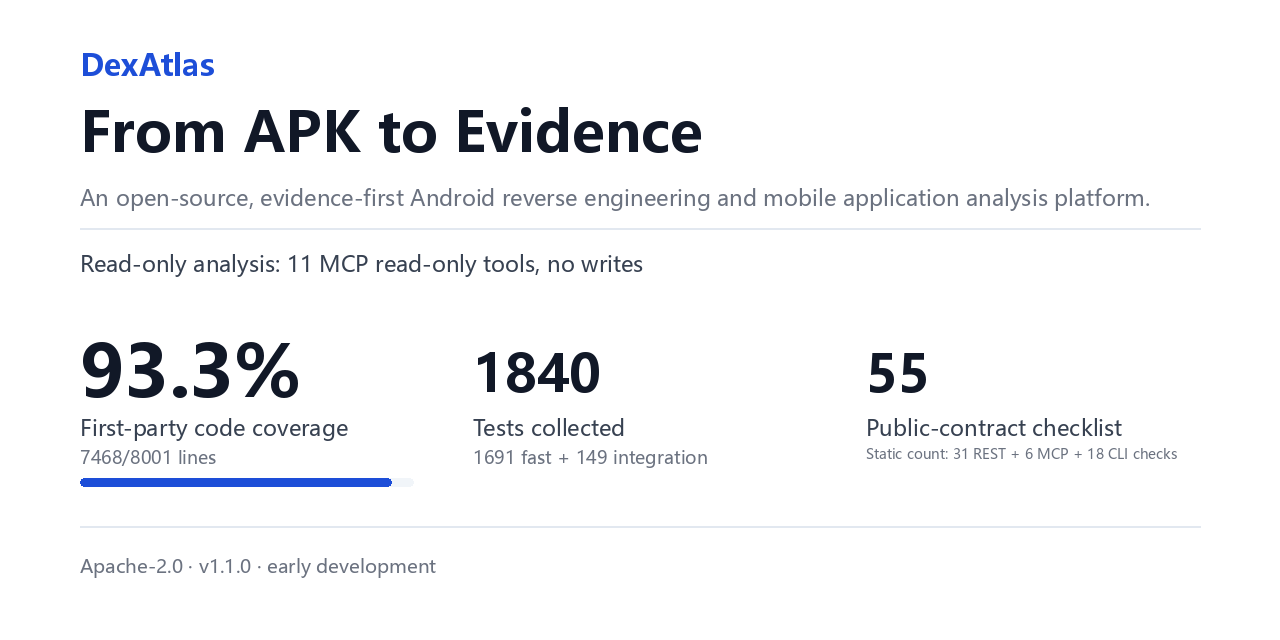 DexAtlas
From APK to Evidence
An open-source, evidence-first Android reverse engineering and mobile application analysis platform.
Read-only analysis: 11 MCP read-only tools, no writes
93.3%
First-party code coverage
7468/8001 lines
1840
Tests collected
1691 fast + 149 integration
55
Public-contract checklist
Static count: 31 REST + 6 MCP + 18 CLI checks
Apache-2.0 · v1.1.0 · early development